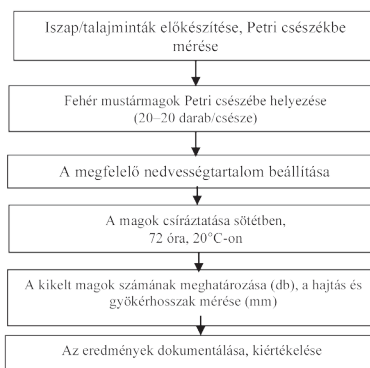 Iszap/talajminták előkészítése, Petri csészékbe
mérése
Fehér mustármagok Petri csészébe helyezése
(20–20 darab/csésze)
A megfelelő nedvességtartalom beállítása
A magok csíráztatása sötétben,
72 óra, 20°C-on
A kikelt magok számának meghatározása (db), a hajtás és
gyökérhosszak mérése (mm)
Az eredmények dokumentálása, kiértékelése